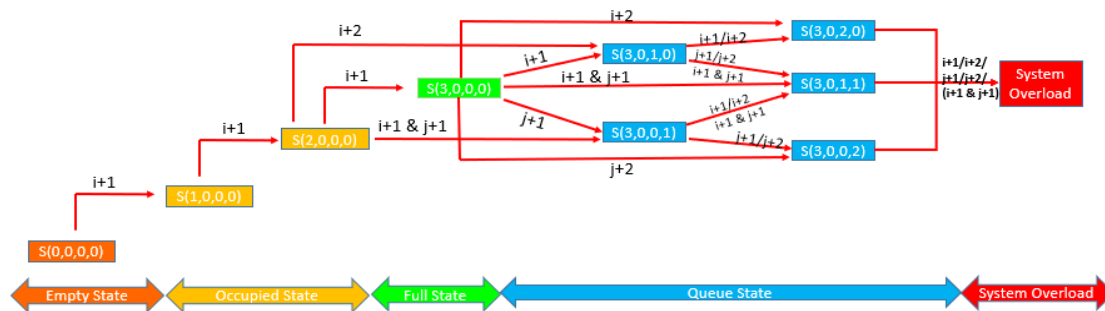 i+2
i+2
S(3,0,2,0)
i+1/i+2
S(3,0,1,0)
i+1
j+1/j+2
i+1 & j+1
i+1
i+1 & j+1
S(3,0,0,0)
S(3,0,1,1)
i+1/i+2/
j+1/j+2/
(i+1 & j+1)
System
Overload
i+1
S(2,0,0,0)
i+1 & j+1
j+1
i+1/i+2
i+1 & j+1
S(3,0,0,1)
j+1/j+2
S(3,0,0,2)
j+2
i+1
S(1,0,0,0)
S(0,0,0,0)
Empty State
Occupied State
Full State
Queue State
System Overload